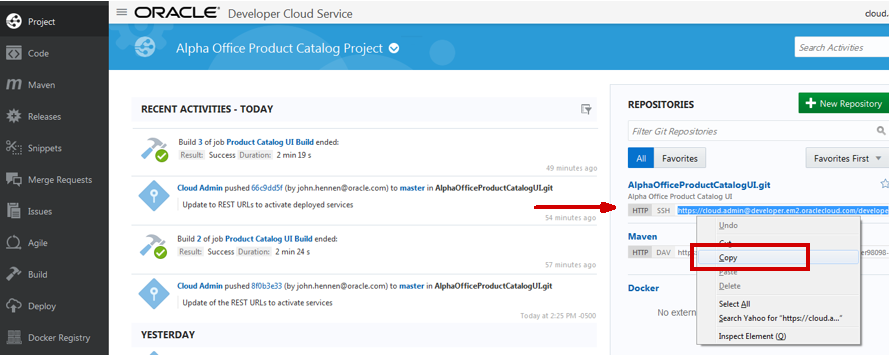 Project
Code
Maven
Releases
Snippets
Merge Requests
Issues
Agile
Build
Deploy
Docker Registry
ORACLE Developer Cloud Service
cloud.
Alpha Office Product Catalog Project
Search Activities
RECENT ACTIVITIES - TODAY
Build 3 of job Product Catalog UI Build ended:
Result: Success Duration: 2 min 19 s
49 minutes ago
Cloud Admin pushed 66c9dd5f (by john.hennen@oracle.com) to master in AlphaOfficeProductCatalogUI.git
Update to REST URLs to activate deployed services
54 minutes ago
Build 2 of job Product Catalog UI Build ended:
Result: Success Duration: 2 min 24 s
57 minutes ago
Cloud Admin pushed 8f0b3e33 (by john.hennen@oracle.com) to master in AlphaOfficeProductCatalogUI.git
Update of the REST URLs to activate services
Today at 2:25 PM -0500
YESTERDAY
REPOSITORIES
New Repository
Filter Git Repositories
All Favorites
Favorites First
AlphaOfficeProductCatalogUI.git
Alpha Office Product Catalog UI
HTTP SSH https://cloud.admin@developer.em2.oraclecloud.com/develope
Maven
HTTP DAV http er98098-
Docker
No extern
Undo
Cut
Copy
Paste
Delete
Select All
Search Yahoo for "https://cloud.a..."
Inspect Element (Q)